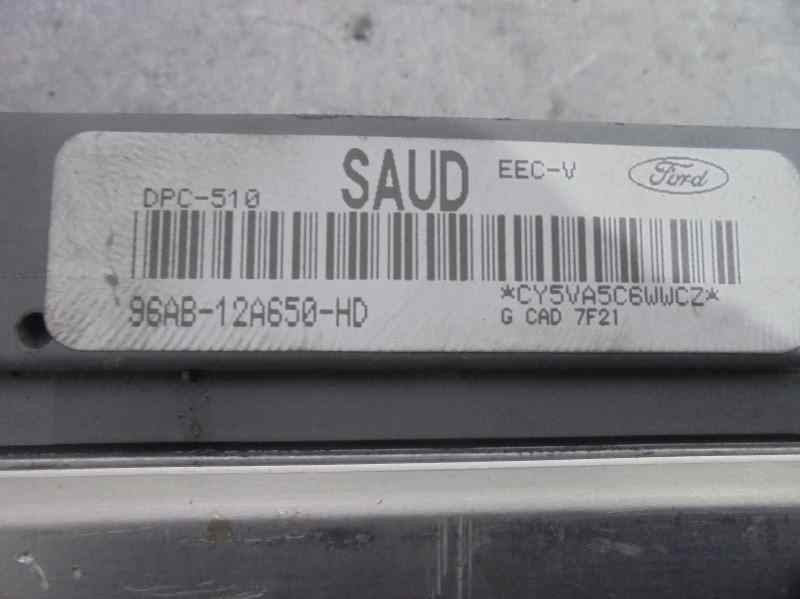 SAUD EEC-V Ford
DPC-510
*CY5VA5C6WWCZ*
96AB-12A650-HD
G CAD 7F21